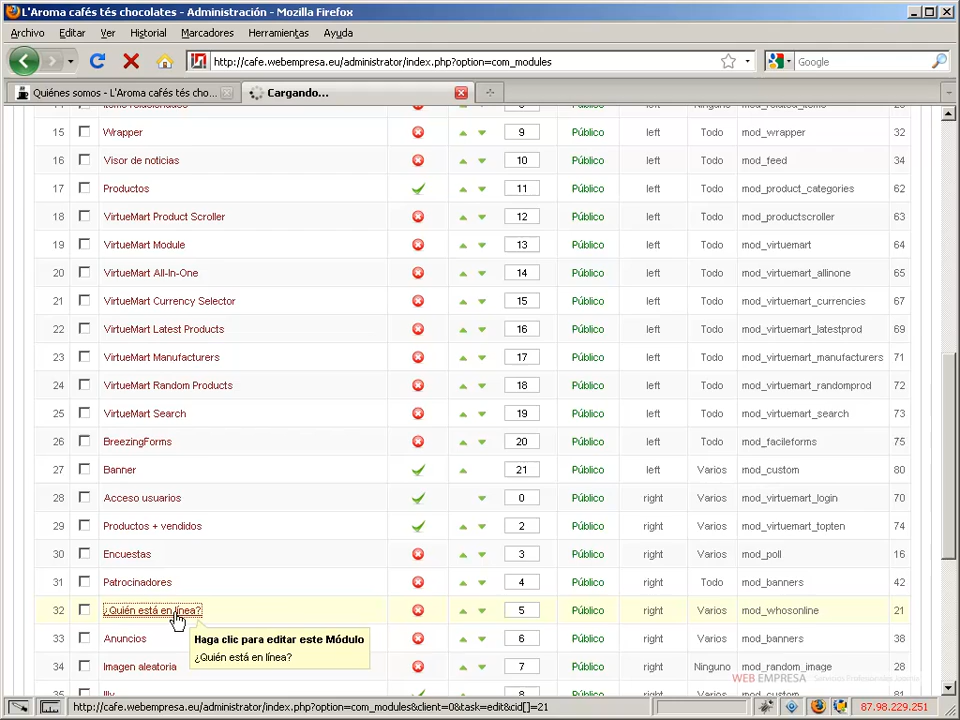 L'Aroma cafés tés chocolates - Administración - Mozilla Firefox
Archivo Editar Ver Historial Marcadores Herramientas Ayuda
http://cafe.webempresa.eu/administrator/index.php?option=com_modules
Google
Quiénes somos - L'Aroma cafés tés cho...
Cargando...
15 Wrapper 9 Público left Todo mod_wrapper 32
16 Visor de noticias 10 Público left Todo mod_feed 34
17 Productos 11 Público left Todo mod_product_categories 62
18 VirtueMart Product Scroller 12 Público left Todo mod_productscroller 63
19 VirtueMart Module 13 Público left Todo mod_virtuemart 64
20 VirtueMart All-In-One 14 Público left Todo mod_virtuemart_allinone 65
21 VirtueMart Currency Selector 15 Público left Todo mod_virtuemart_currencies 67
22 VirtueMart Latest Products 16 Público left Todo mod_virtuemart_latestprod 69
23 VirtueMart Manufacturers 17 Público left Todo mod_virtuemart_manufacturers 71
24 VirtueMart Random Products 18 Público left Todo mod_virtuemart_randomprod 72
25 VirtueMart Search 19 Público left Todo mod_virtuemart_search 73
26 BreezingForms 20 Público left Todo mod_facileforms 75
27 Banner 21 Público left Varios mod_custom 80
28 Acceso usuarios 0 Público right Varios mod_virtuemart_login 70
29 Productos + vendidos 2 Público right Varios mod_virtuemart_topten 74
30 Encuestas 3 Público right Varios mod_poll 16
31 Patrocinadores 4 Público right Varios mod_banners 42
32 ¿Quién está en línea? 5 Público right Varios mod_whosonline 21
33 Anuncios 6 Público right Varios mod_banners 38
34 Imagen aleatoria 7 Público right Ninguno mod_random_image 28
Haga clic para editar este Módulo
¿Quién está en línea?
WEB EMPRESA Servicios Profesionales Joomla
http://cafe.webempresa.eu/administrator/index.php?option=com_modules&client=0&task=edit&cid[]=21
87.98.229.251